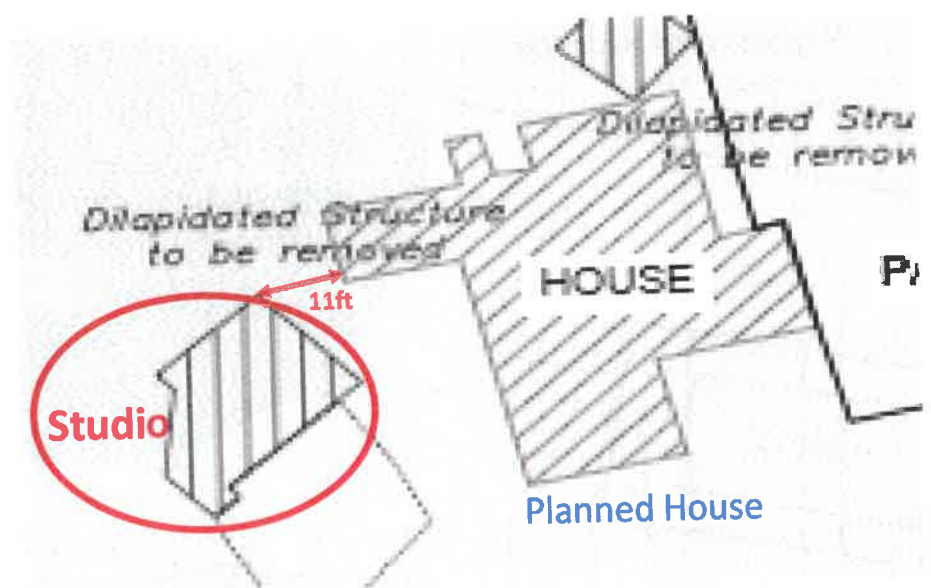 Dilapidated Stru
to be remov
Dilapidated Structure
to be removed
11ft
HOUSE
Studio
Planned House